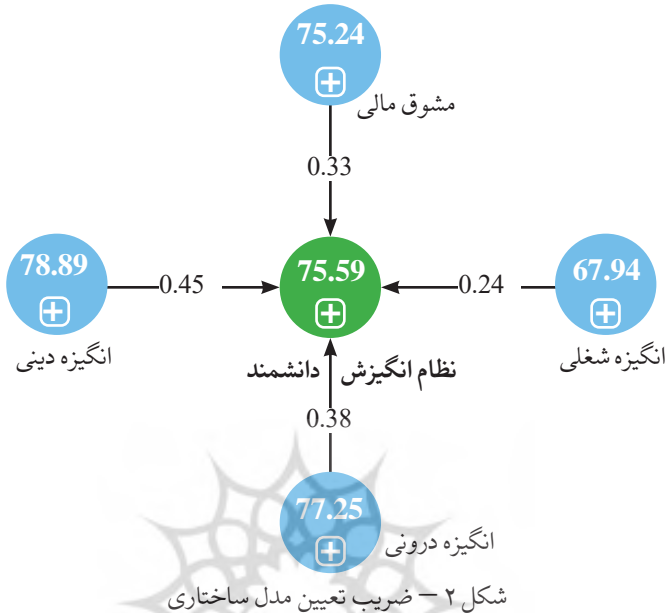 75.24
مشوق مالی
0.33
78.89
0.45
75.59
0.24
67.94
انگیزه دینی
نظام انگیزش دانشمند
انگیزه شغلی
0.38
77.25
انگیزه درونی
شکل ۲ – ضریب تعیین مدل ساختاری